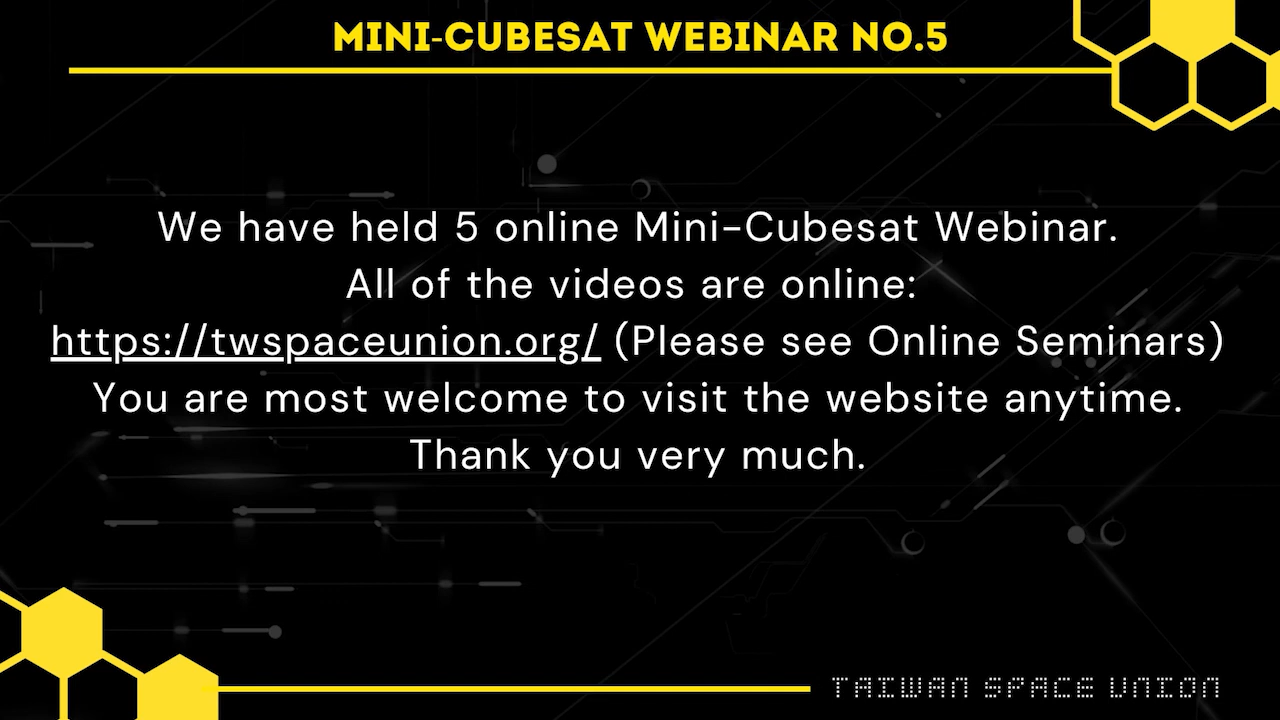 MINI-CUBESAT WEBINAR NO.5
We have held 5 online Mini-Cubesat Webinar.
All of the videos are online:
https://twspaceunion.org/ (Please see Online Seminars)
You are most welcome to visit the website anytime.
Thank you very much.
TAIWAN SPACE UNION